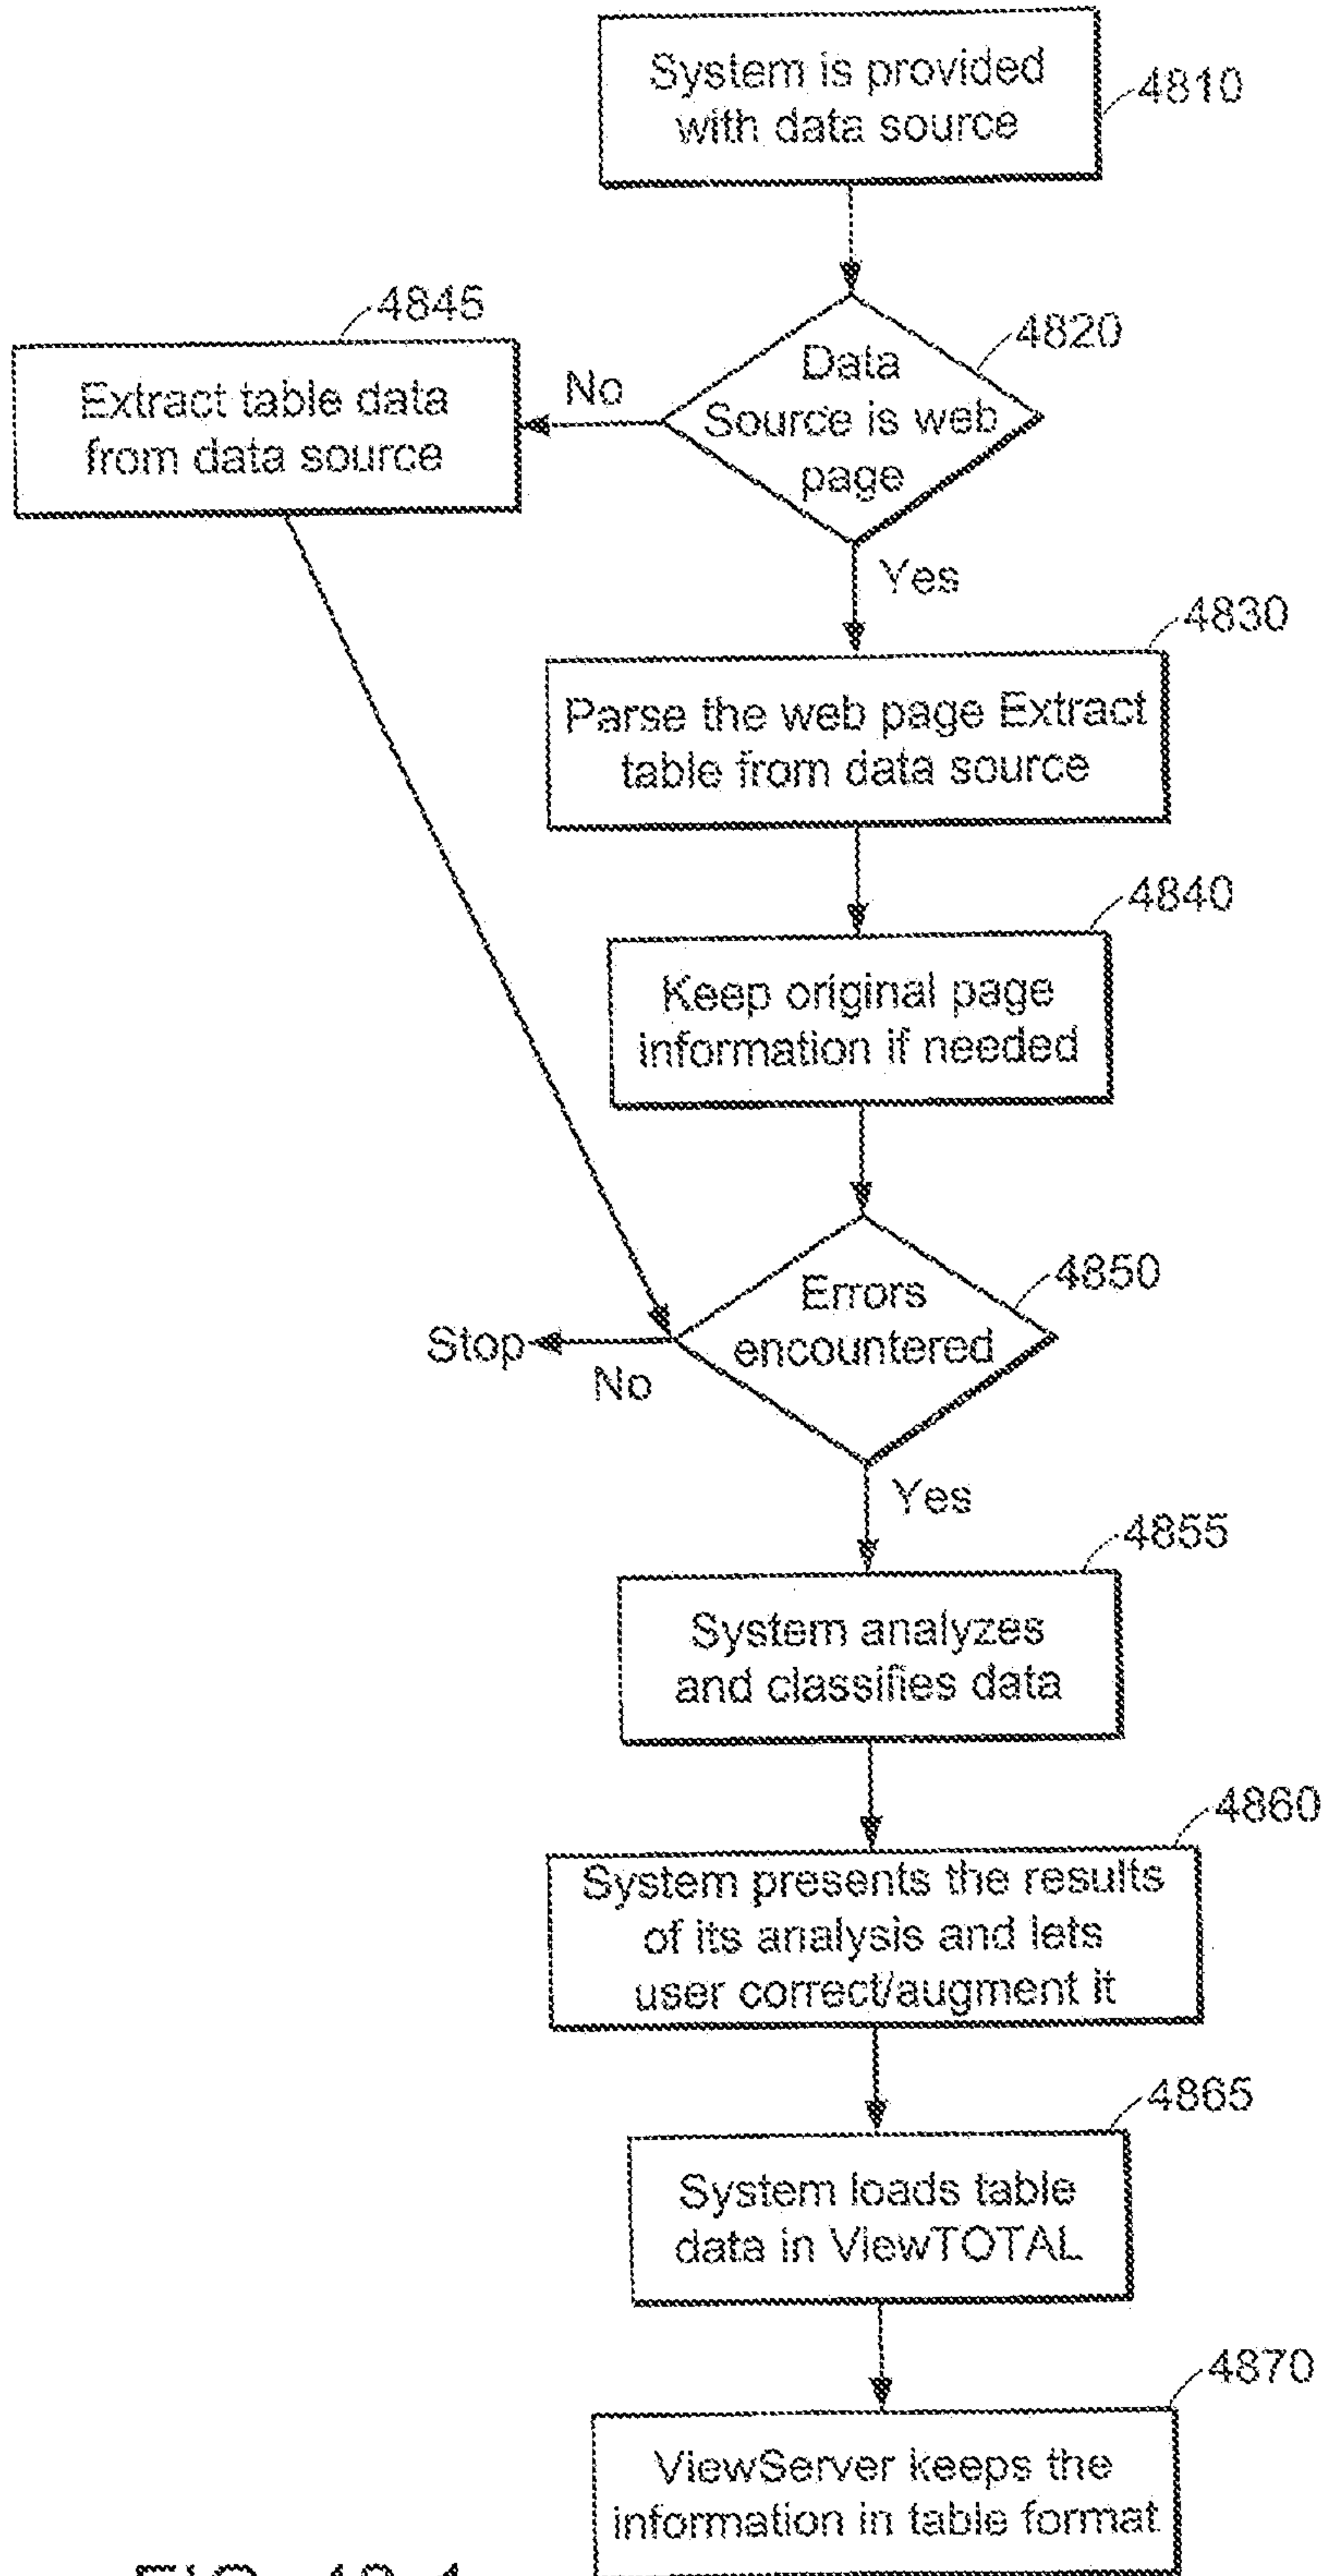 System is provided
with data source
4810
4845
4820
Extract table data
from data source
No
Data
Source is web
page
Yes
4830
Parse the web page Extract
table from data source
4840
Keep original page
information if needed
4850
Errors
encountered
Stop
No
Yes
4855
System analyzes
and classifies data
4860
System presents the results
of its analysis and lets
user correct/augment it
4865
System loads table
data in ViewTOTAL
4870
ViewServer keeps the
information in table format